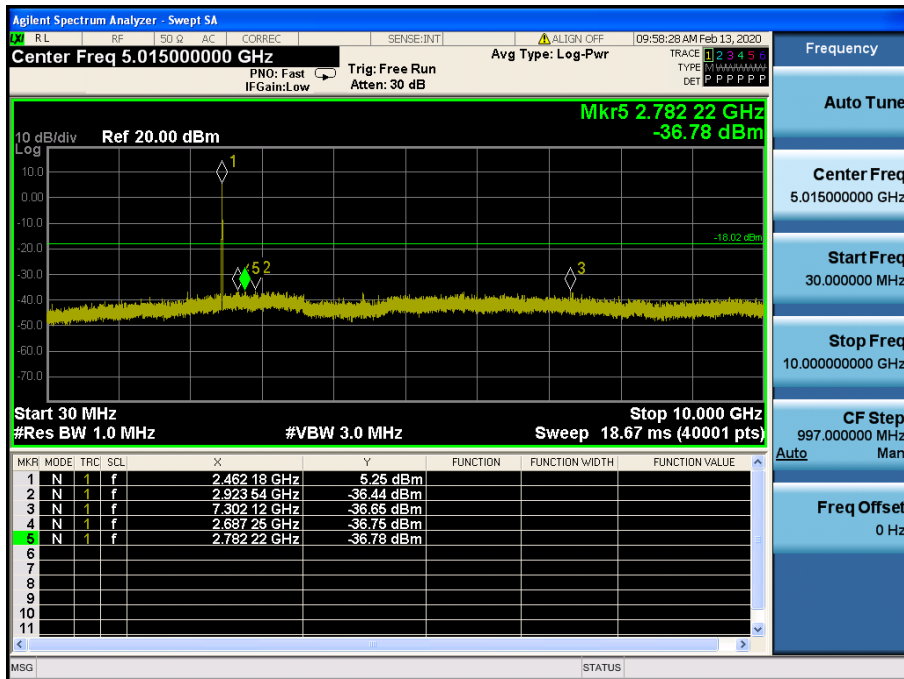 Agilent Spectrum Analyzer - Swept SA
LXI RL RF 50 Ω AC CORREC SENSE:INT ALIGN OFF 09:58:28 AM Feb 13, 2020
Center Freq 5.015000000 GHz
PNO: Fast
IFGain:Low
Trig: Free Run
Atten: 30 dB
Avg Type: Log-Pwr
TRACE 1 2 3 4 5 6
TYPE M WWWWW
DET P P P P P P
Mkr5 2.782 22 GHz
-36.78 dBm
10 dB/div Ref 20.00 dBm
Log
10.0
0.00
-10.0
-20.0
-30.0
-40.0
-50.0
-60.0
-70.0
1
5 2
3
-18.02 dBm
Start 30 MHz Stop 10.000 GHz
#Res BW 1.0 MHz #VBW 3.0 MHz Sweep 18.67 ms (40001 pts)
MKR MODE TRC SCL X Y FUNCTION FUNCTION WIDTH FUNCTION VALUE
1 N 1 f 2.462 18 GHz 5.25 dBm
2 N 1 f 2.923 54 GHz -36.44 dBm
3 N 1 f 7.302 12 GHz -36.65 dBm
4 N 1 f 2.687 25 GHz -36.75 dBm
5 N 1 f 2.782 22 GHz -36.78 dBm
6
7
8
9
10
11
MSG STATUS
Frequency
Auto Tune
Center Freq
5.015000000 GHz
Start Freq
30.000000 MHz
Stop Freq
10.000000000 GHz
CF Step
997.000000 MHz
Auto Man
Freq Offset
0 Hz